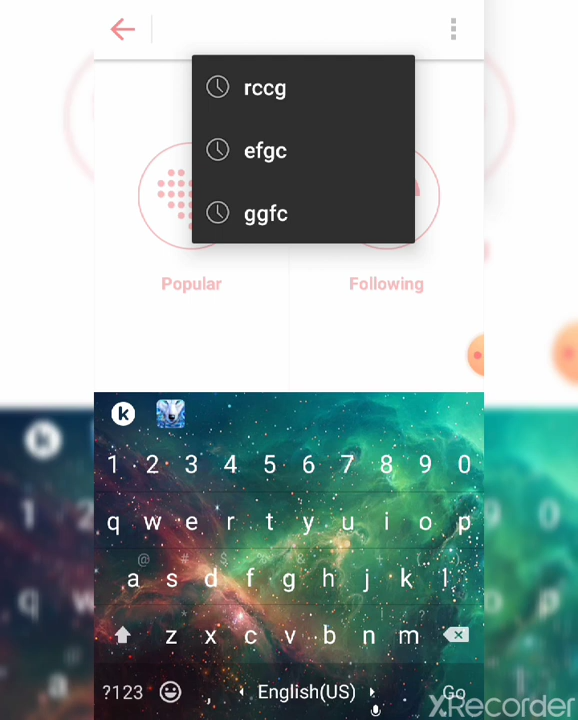 rccg
efgc
ggfc
Popular
Following
k
1 2 3 4 5 6 7 8 9 0
q w e r t y u i o p
@ # $ & + ( )
a s d f g h j k l
* " ' : ! ?
z x c v b n m
?123 , English(US) . Go
XRecorder